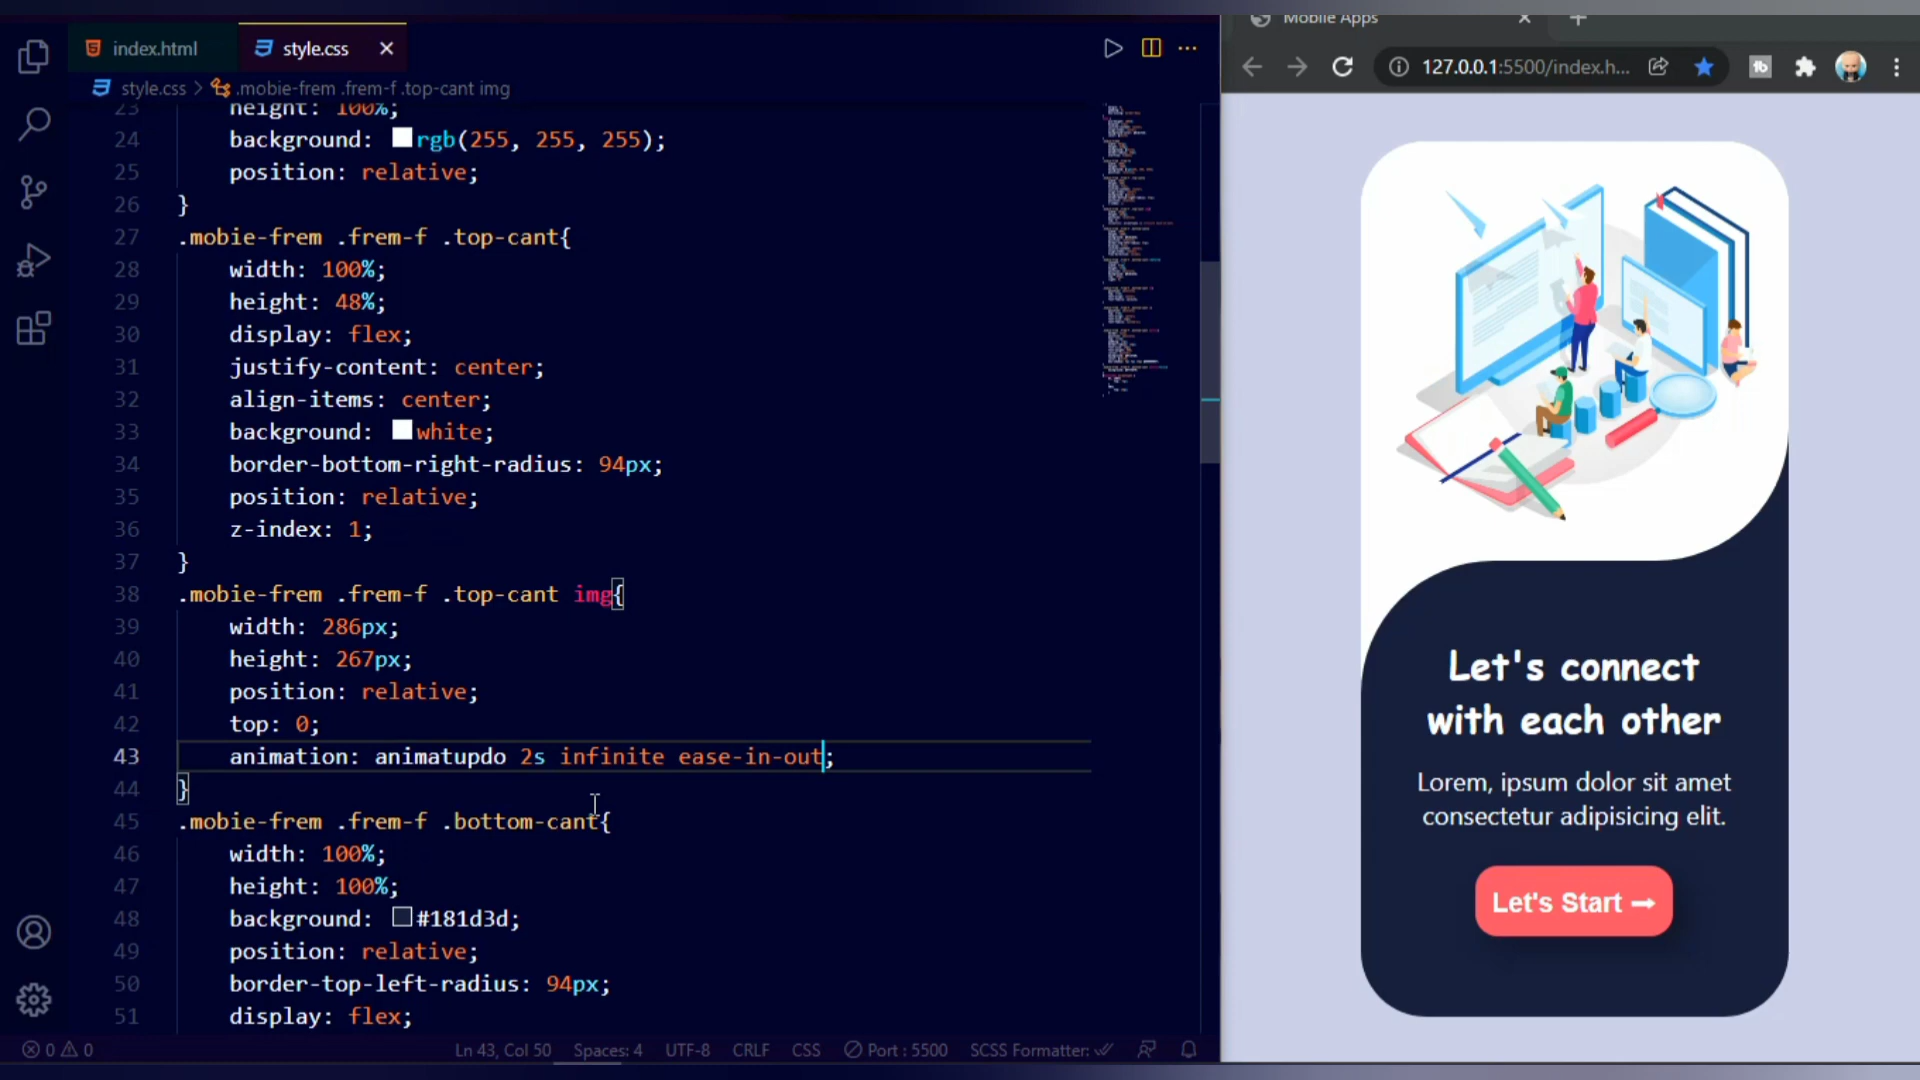 index.html
style.css
style.css > .mobie-frem .frem-f .top-cant img
23 height: 100%;
24 background: rgb(255, 255, 255);
25 position: relative;
26 }
27 .mobie-frem .frem-f .top-cant{
28 width: 100%;
29 height: 48%;
30 display: flex;
31 justify-content: center;
32 align-items: center;
33 background: white;
34 border-bottom-right-radius: 94px;
35 position: relative;
36 z-index: 1;
37 }
38 .mobie-frem .frem-f .top-cant img{
39 width: 286px;
40 height: 267px;
41 position: relative;
42 top: 0;
43 animation: animatupdo 2s infinite ease-in-out;
44 }
45 .mobie-frem .frem-f .bottom-cant{
46 width: 100%;
47 height: 100%;
48 background: #181d3d;
49 position: relative;
50 border-top-left-radius: 94px;
51 display: flex;
0 0
Ln 43, Col 50
Spaces: 4
UTF-8
CRLF
CSS
Port : 5500
SCSS Formatter:
Mobile Apps
127.0.0.1:5500/index.h...
Let's connect
with each other
Lorem, ipsum dolor sit amet
consectetur adipisicing elit.
Let's Start